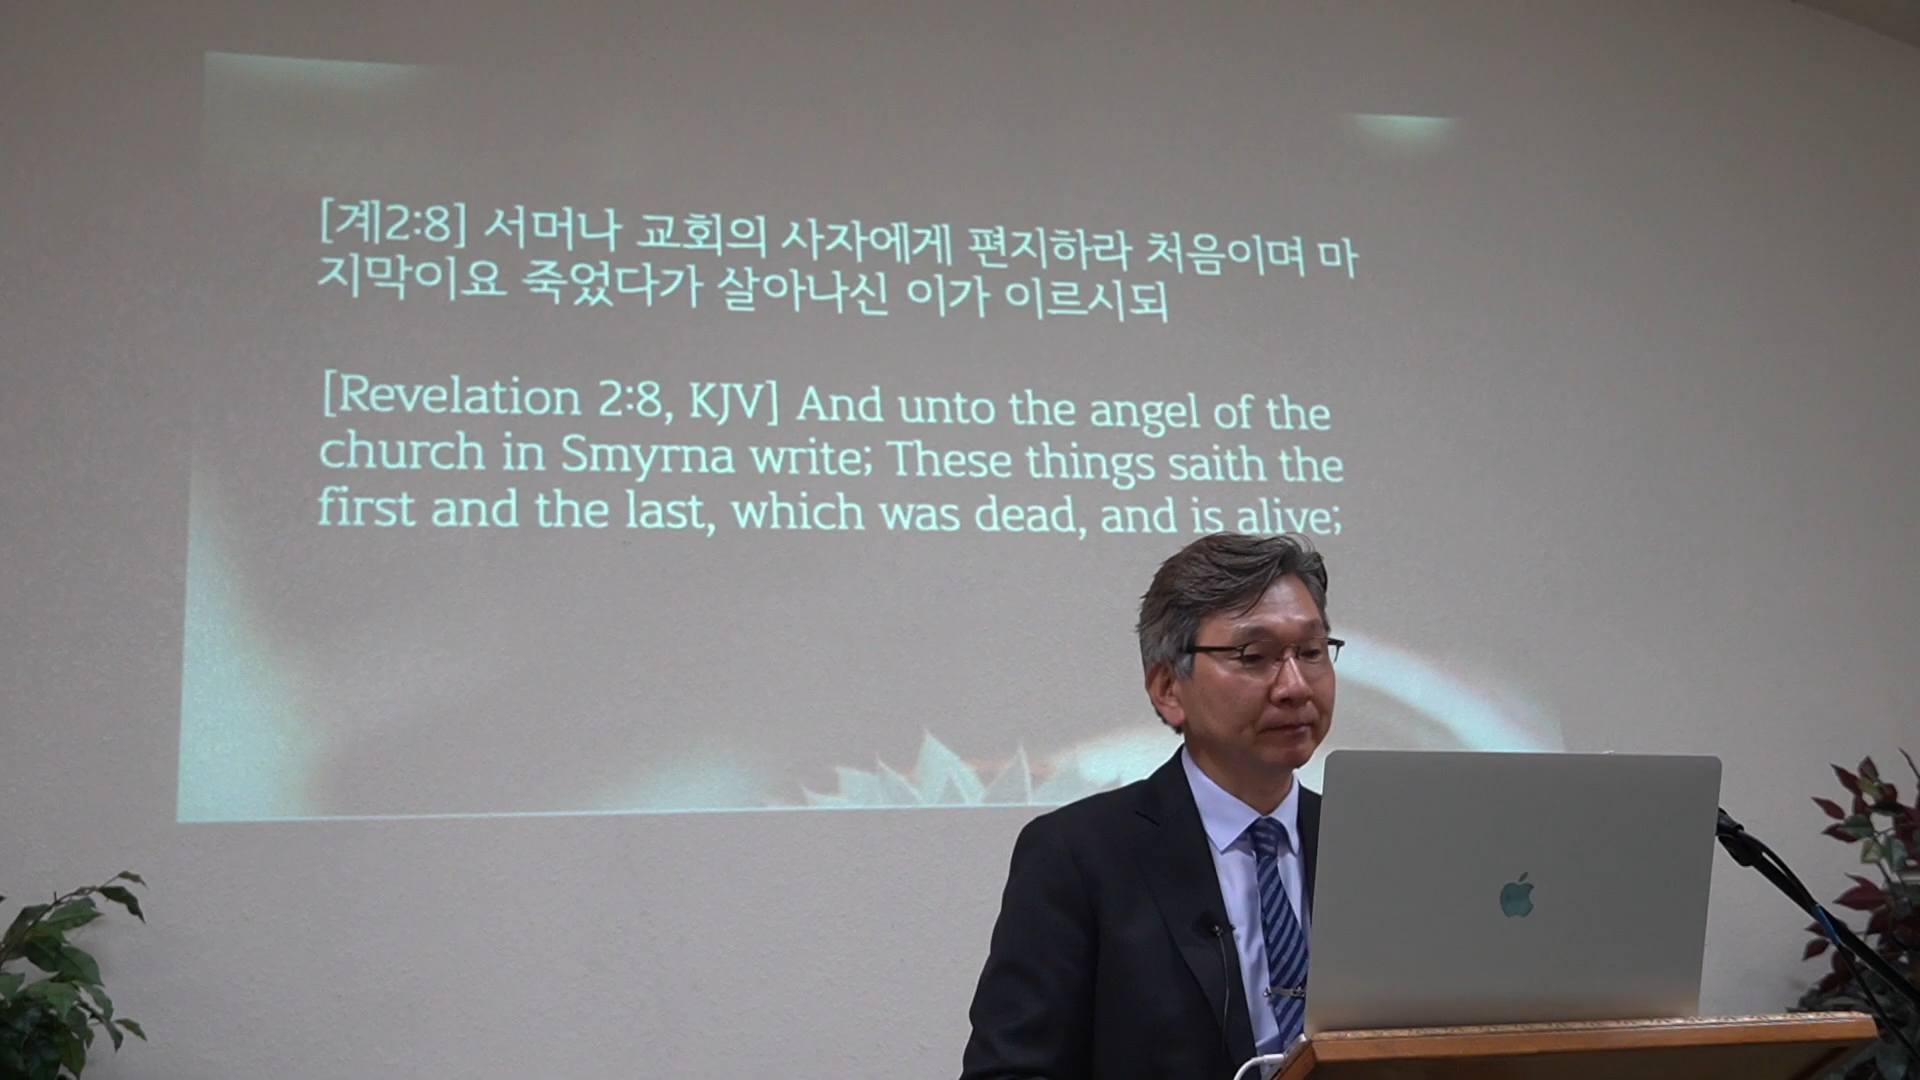 [계2:8] 서머나 교회의 사자에게 편지하라 처음이며 마
지막이요 죽었다가 살아나신 이가 이르시되
[Revelation 2:8, KJV] And unto the angel of the
church in Smyrna write; These things saith the
first and the last, which was dead, and is alive;